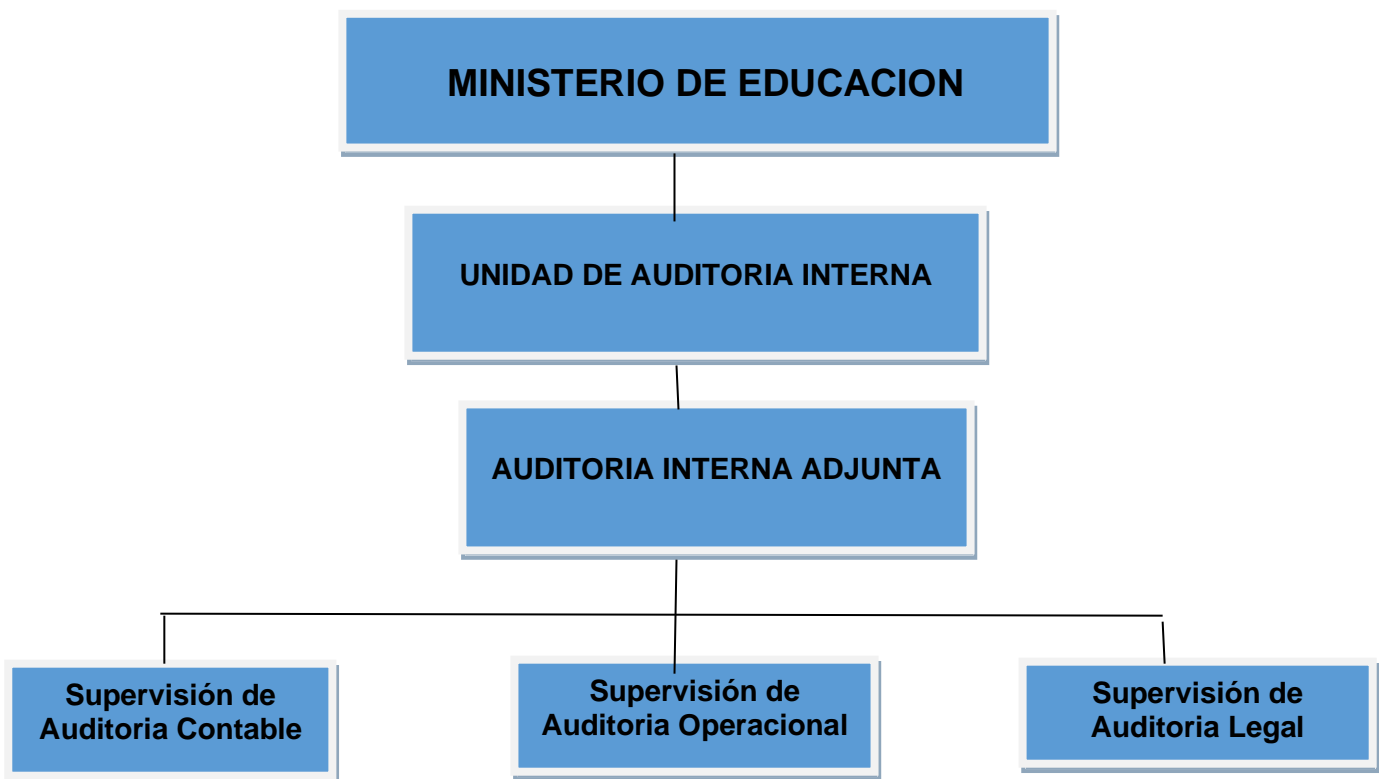 MINISTERIO DE EDUCACION
UNIDAD DE AUDITORIA INTERNA
AUDITORIA INTERNA ADJUNTA
Supervisión de
Auditoria Contable
Supervisión de
Auditoria Operacional
Supervisión de
Auditoria Legal